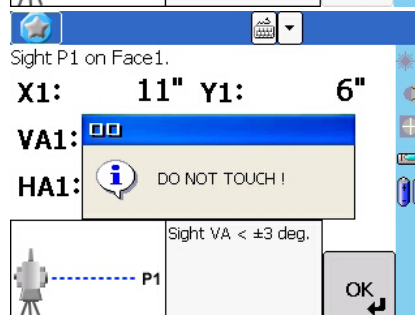 Sight P1 on Face1.
X1: 11" Y1: 6"
VA1:
DO NOT TOUCH !
HA1:
Sight VA < ±3 deg.
P1
OK